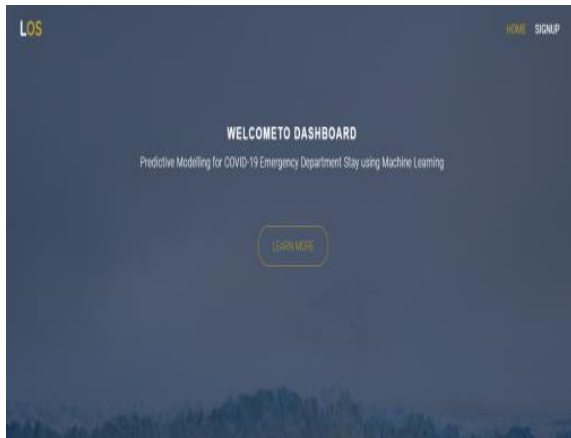 LOS
HOME SIGNUP
WELCOMETO DASHBOARD
Predictive Modelling for COVID-19 Emergency Department Stay using Machine Learning
LEARN MORE